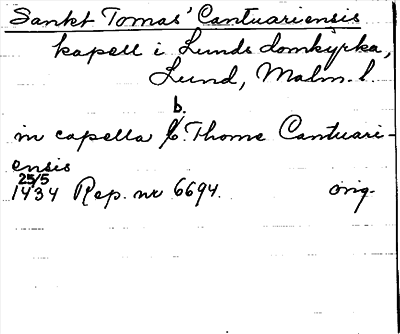 Sankt Tomas' Cantuariensis
kapell i Lunds domkyrka,
Lund, Malm. l.
b.
in capella b. Thome Cantuari-
ensis
25/5
1434 Rep. nr 6694. orig.